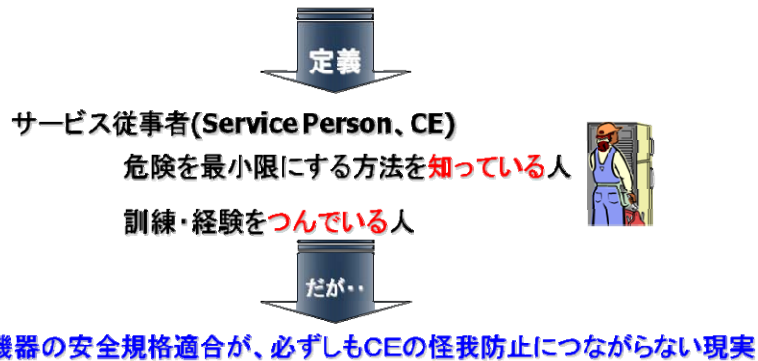 定義
サービス従事者(Service Person、CE)
危険を最小限にする方法を知っている人
訓練・経験をつんでいる人
だが‥
機器の安全規格適合が、必ずしもCEの怪我防止につながらない現実